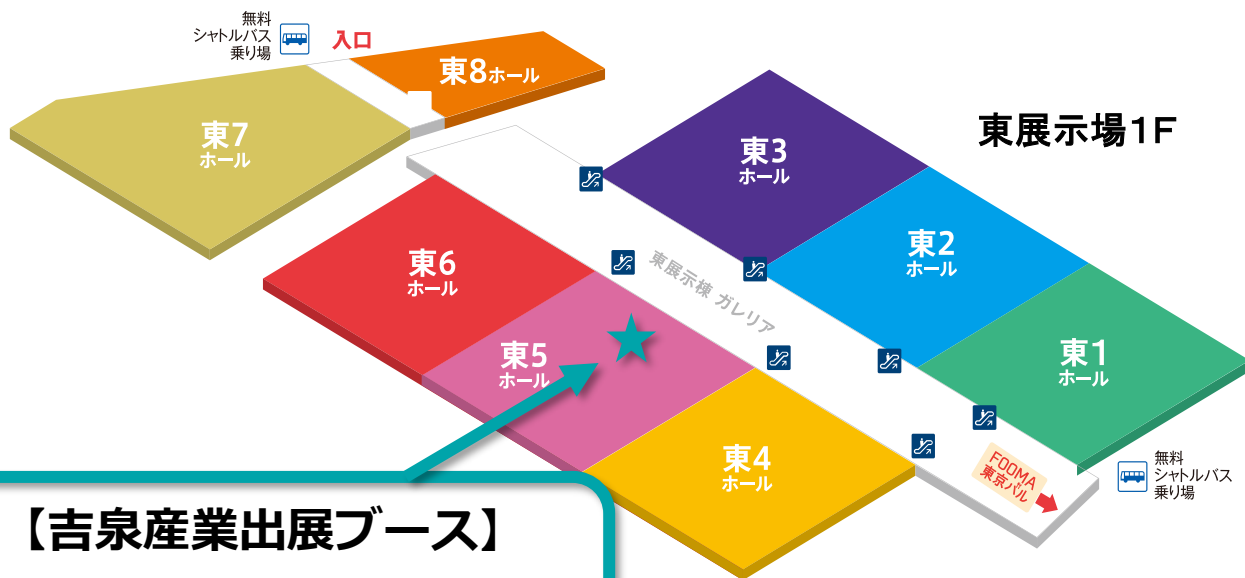 無料
シャトルバス
乗り場
入口
東8ホール
東7
ホール
東3
ホール
東展示場1F
東6
ホール
東2
ホール
東展示棟 ガレリア
東5
ホール
東1
ホール
東4
ホール
FOOMA
東京バル
無料
シャトルバス
乗り場
【吉泉産業出展ブース】